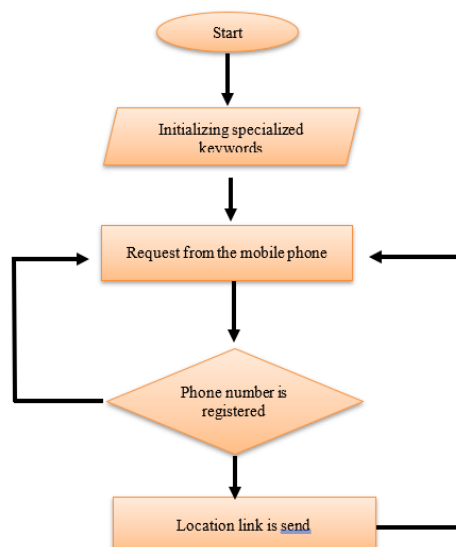 Start
Initializing specialized
keywords
Request from the mobile phone
Phone number is
registered
Location link is send